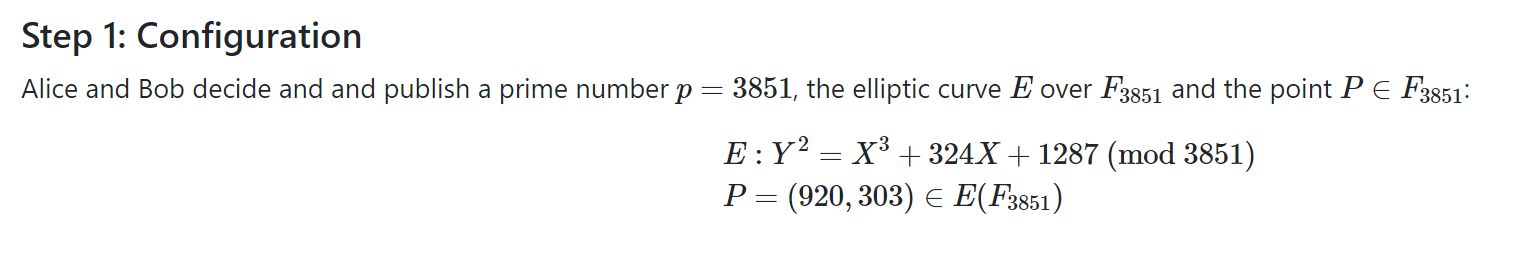 Step 1: Configuration
Alice and Bob decide and and publish a prime number p = 3851, the elliptic curve E over F₃₈₅₁ and the point P ∈ F₃₈₅₁:
E : Y² = X³ + 324X + 1287 (mod 3851)
P = (920, 303) ∈ E(F₃₈₅₁)